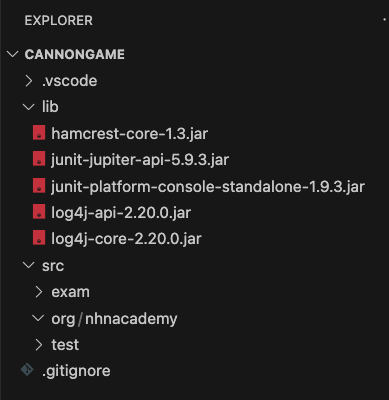 EXPLORER
CANNONGAME
.vscode
lib
hamcrest-core-1.3.jar
junit-jupiter-api-5.9.3.jar
junit-platform-console-standalone-1.9.3.jar
log4j-api-2.20.0.jar
log4j-core-2.20.0.jar
src
exam
org/nhnacademy
test
.gitignore